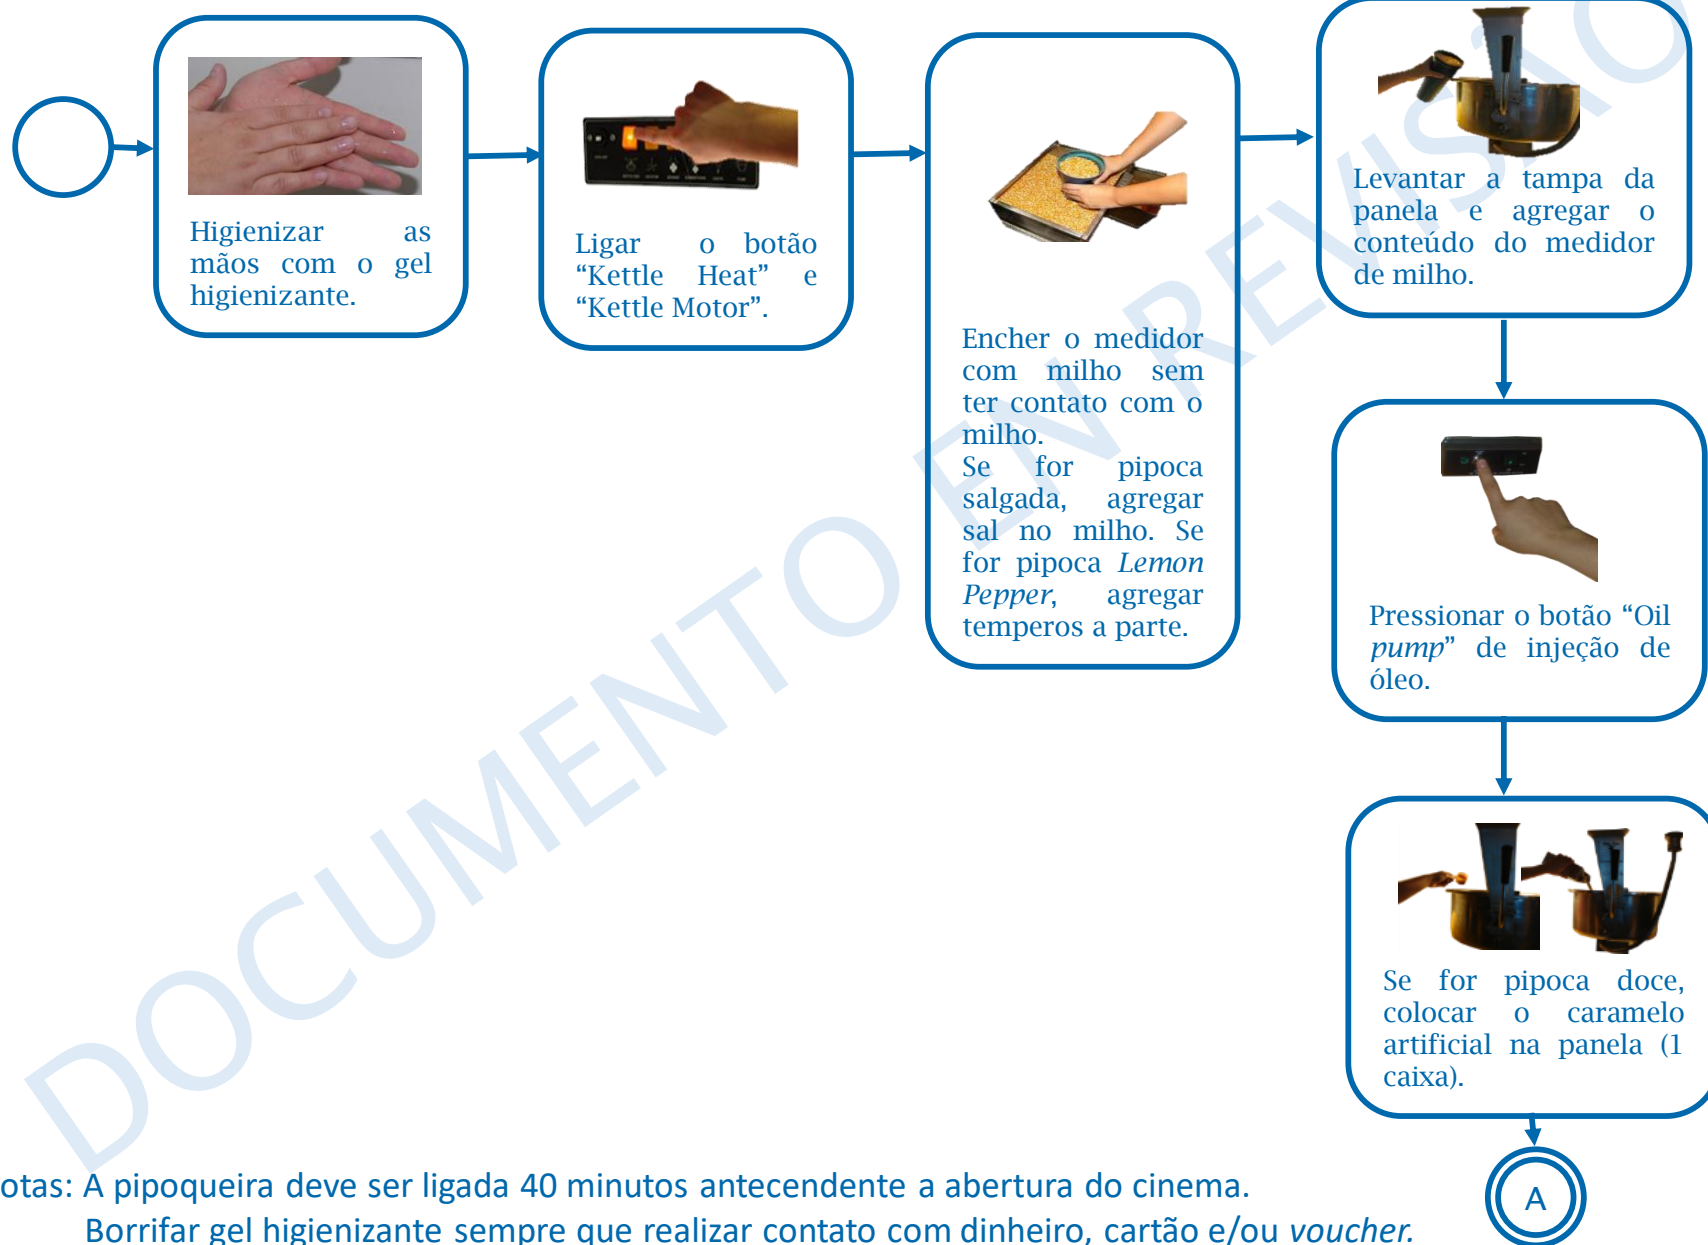 Higienizar as
mãos com o gel
higienizante.
Ligar o botão
“Kettle Heat” e
“Kettle Motor”.
Encher o medidor
com milho sem
ter contato com o
milho.
Se for pipoca
salgada, agregar
sal no milho. Se
for pipoca Lemon
Pepper, agregar
temperos a parte.
Levantar a tampa da
panela e agregar o
conteúdo do medidor
de milho.
Pressionar o botão “Oil
pump” de injeção de
óleo.
Se for pipoca doce,
colocar o caramelo
artificial na panela (1
caixa).
A
otas: A pipoqueira deve ser ligada 40 minutos antecendente a abertura do cinema.
Borrifar gel higienizante sempre que realizar contato com dinheiro, cartão e/ou voucher.
DOCUMENTO EN REVISÃO